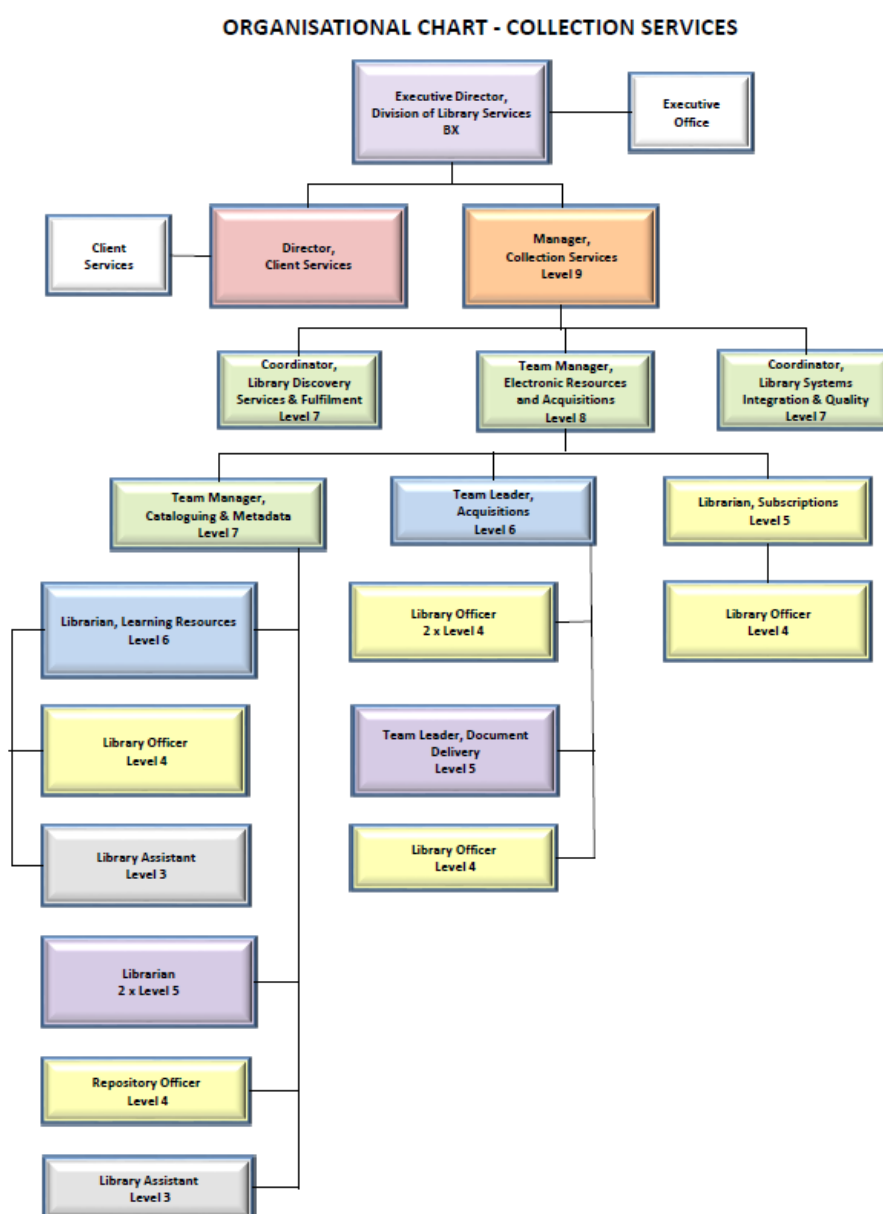 ORGANISATIONAL CHART - COLLECTION SERVICES
Executive Director,
Division of Library Services
BX
Executive
Office
Client
Services
Director,
Client Services
Manager,
Collection Services
Level 9
Coordinator,
Library Discovery
Services & Fulfilment
Level 7
Team Manager,
Electronic Resources
and Acquisitions
Level 8
Coordinator,
Library Systems
Integration & Quality
Level 7
Team Manager,
Cataloguing & Metadata
Level 7
Team Leader,
Acquisitions
Level 6
Librarian, Subscriptions
Level 5
Librarian, Learning Resources
Level 6
Library Officer
2 x Level 4
Library Officer
Level 4
Library Officer
Level 4
Team Leader, Document
Delivery
Level 5
Library Assistant
Level 3
Library Officer
Level 4
Librarian
2 x Level 5
Repository Officer
Level 4
Library Assistant
Level 3